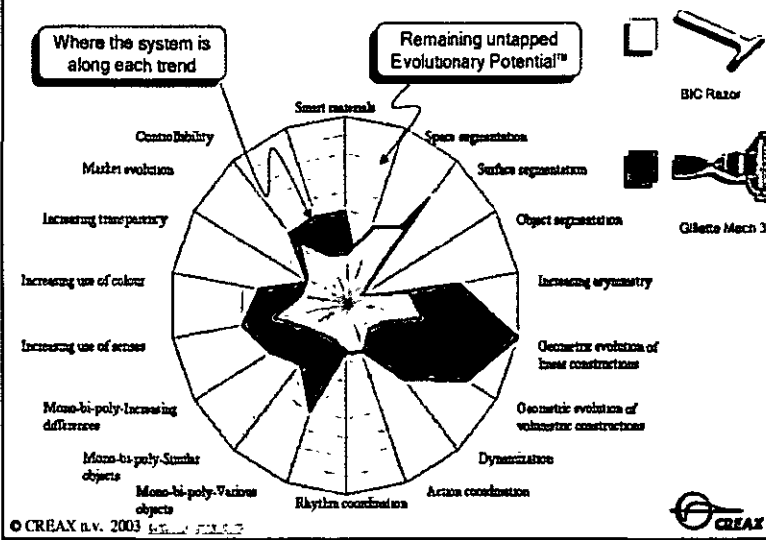 Where the system is
along each trend
Remaining untapped
Evolutionary Potential™
BIC Razor
Gillette Mach 3
Smart materials
Controllability
Space segmentation
Market evolution
Surface segmentation
Increasing transparency
Object segmentation
Increasing use of colour
Increasing asymmetry
Increasing use of senses
Geometric evolution of
linear constructions
Mono-bi-poly-Increasing
differences
Geometric evolution of
volumetric constructions
Mono-bi-poly-Similar
objects
Dynamization
Mono-bi-poly-Various
objects
Rhythm coordination
Action coordination
© CREAX n.v. 2003
CREAX